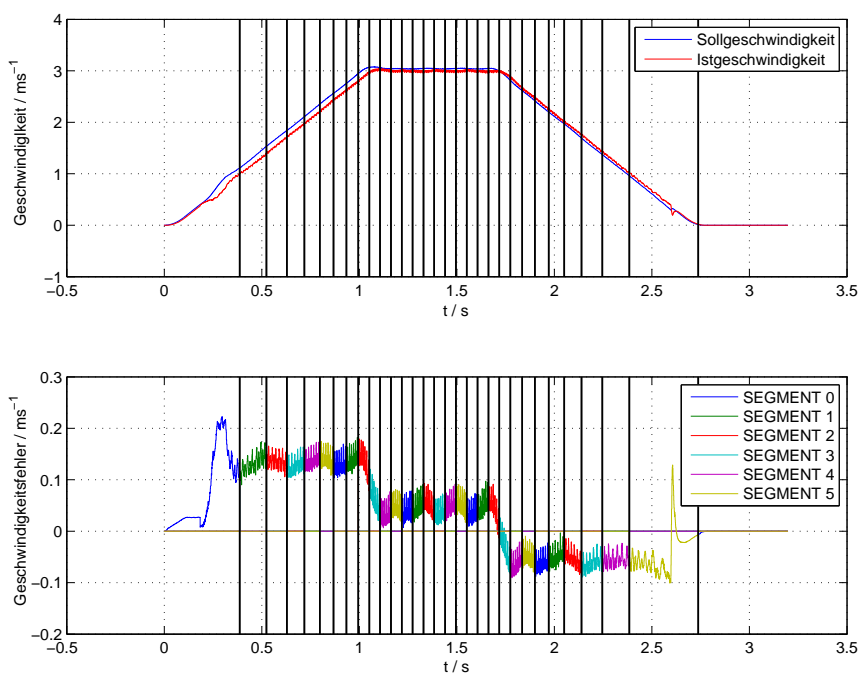 4
3
2
1
0
−1
Geschwindiglkeit / ms⁻¹
Sollgeschwindigkeit
Istgeschwindigkeit
−0.5 0 0.5 1 1.5 2 2.5 3 3.5
t / s
0.3
0.2
0.1
0
−0.1
−0.2
Geschwindigkeitsfehler / ms⁻¹
SEGMENT 0
SEGMENT 1
SEGMENT 2
SEGMENT 3
SEGMENT 4
SEGMENT 5
−0.5 0 0.5 1 1.5 2 2.5 3 3.5
t / s